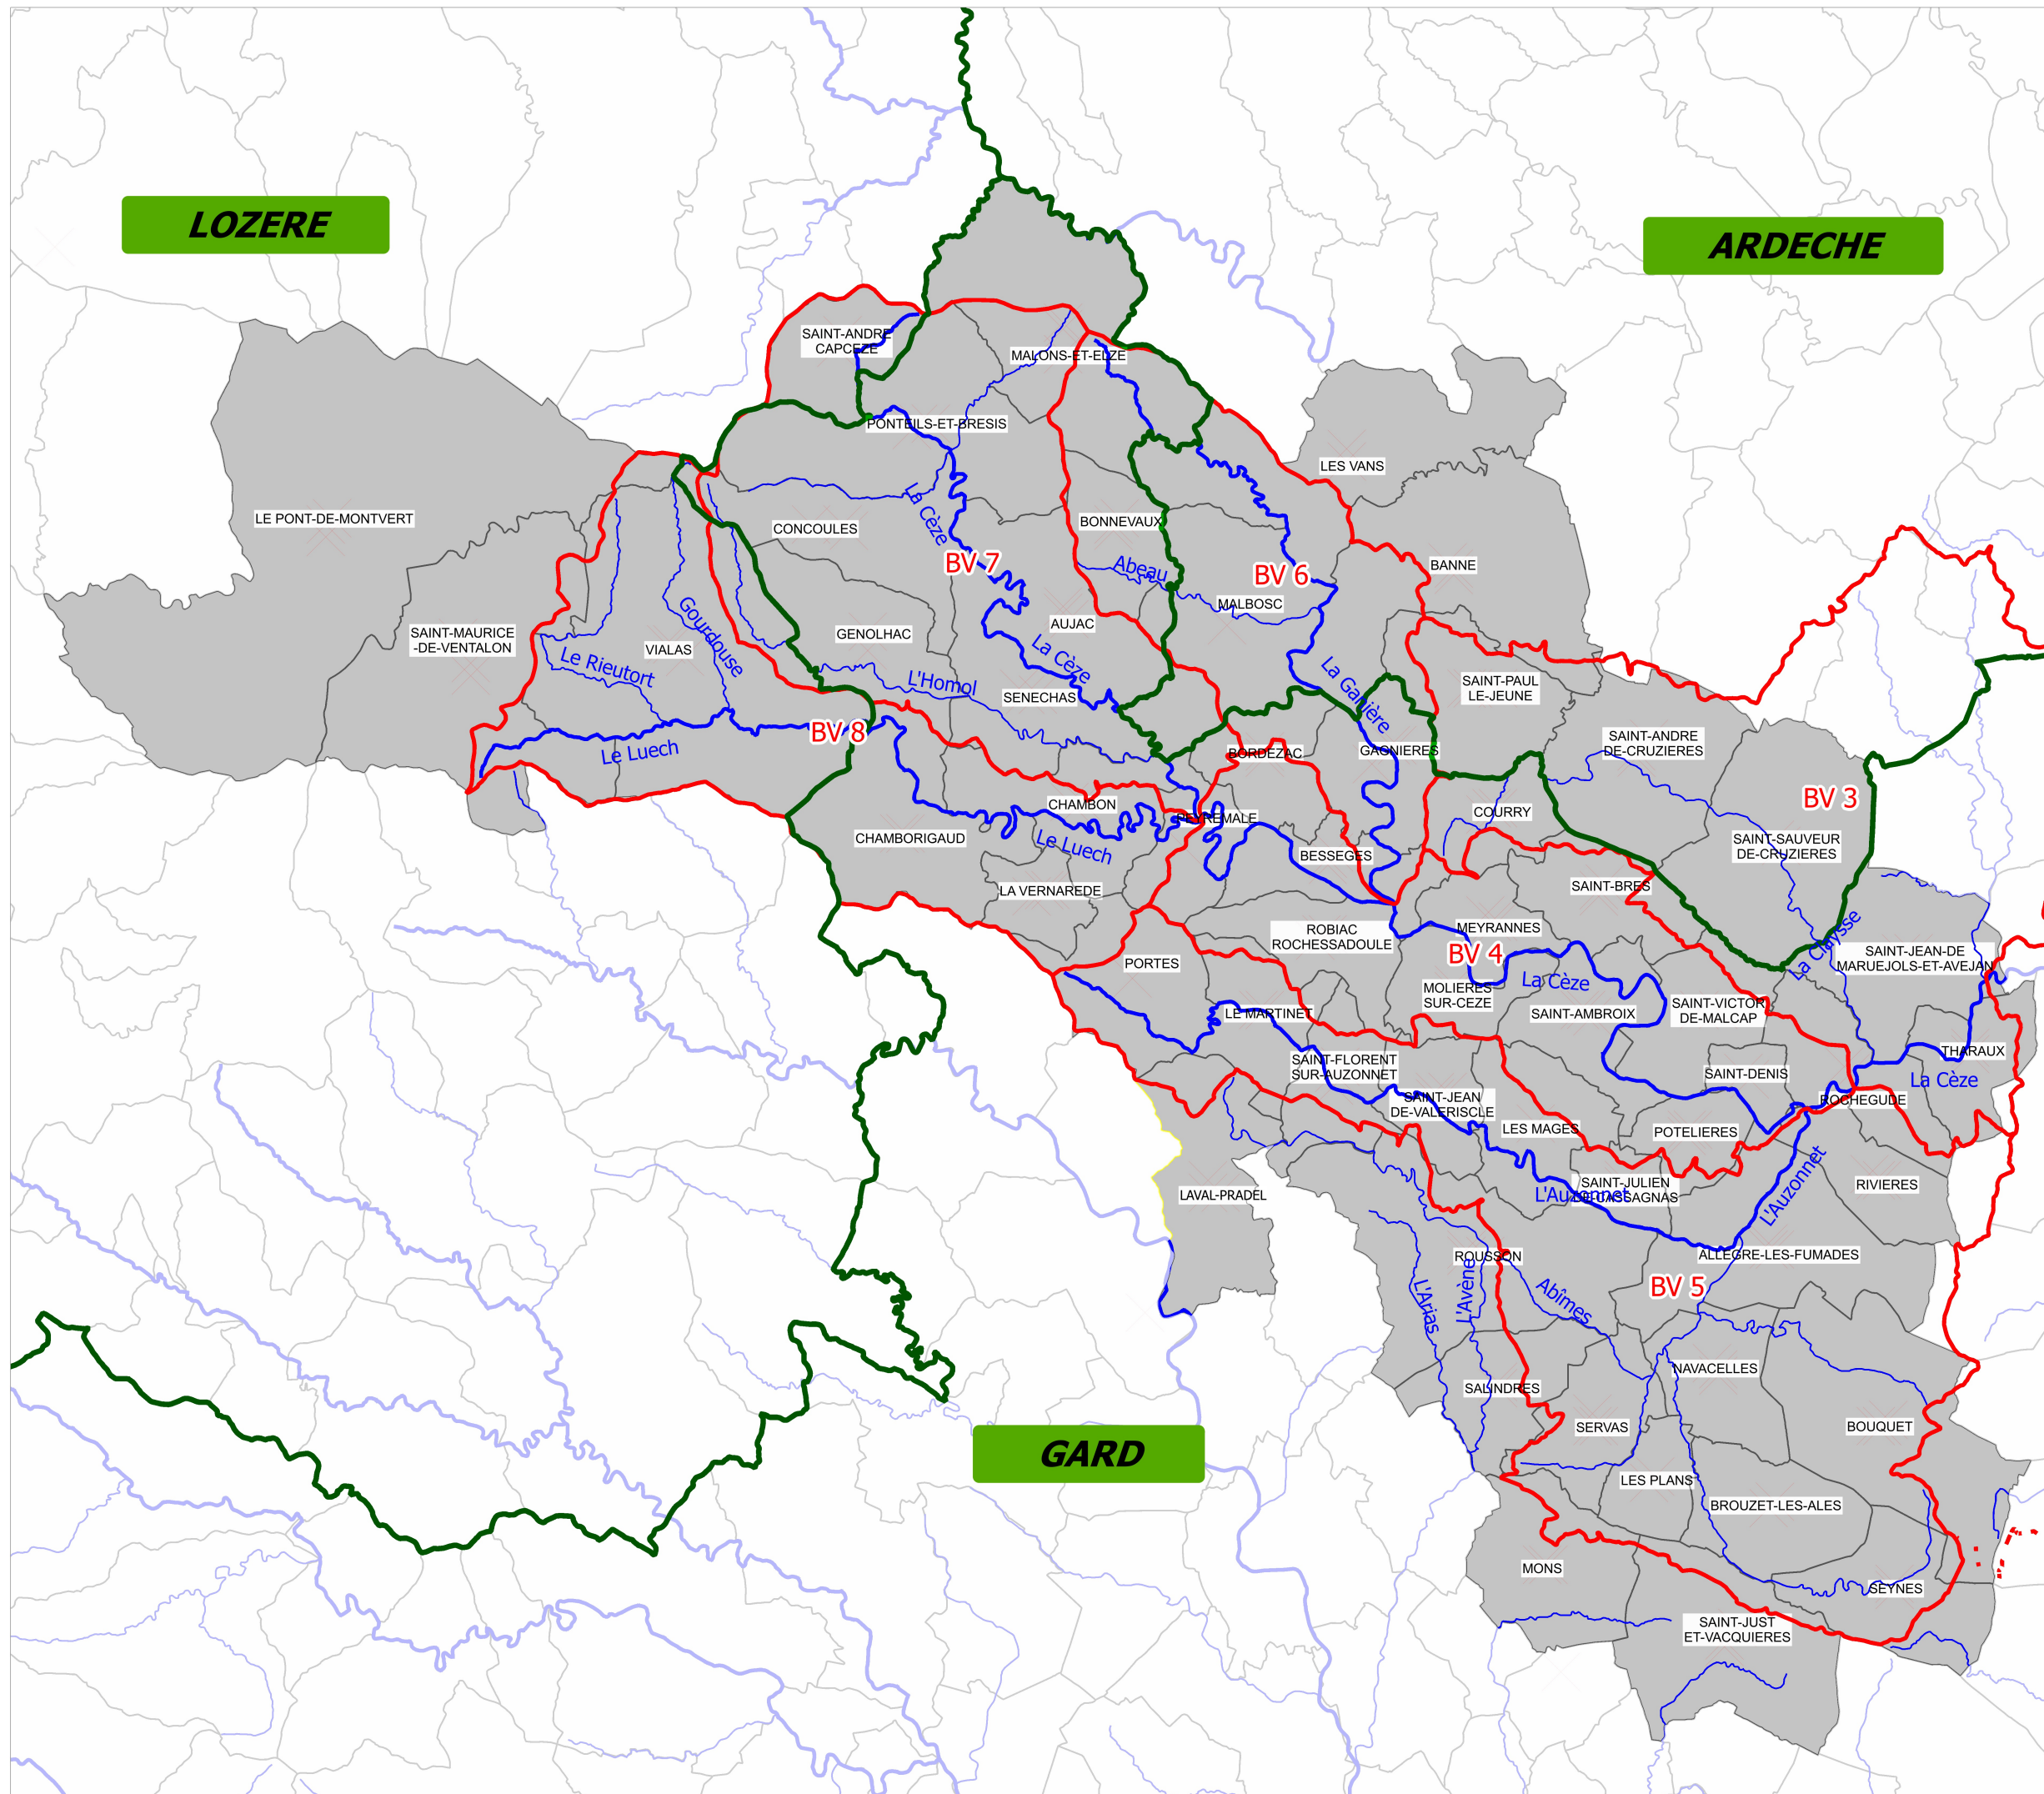 LOZERE
ARDECHE
SAINT-ANDRE
CAPCEZE
MALONS-ET-ELZE
PONTEILS-ET-BRESIS
LES VANS
LE PONT-DE-MONTVERT
La Cèze
CONCOULES
BONNEVAUX
BV 7
Abeau
BV 6
BANNE
MALBOSC
SAINT-MAURICE
-DE-VENTALON
Gourdouse
VIALAS
GENOLHAC
AUJAC
Le Rieutort
La Cèze
L'Homol
SENECHAS
La Ganière
SAINT-PAUL
LE-JEUNE
BV 8
Le Luech
BORDEZAC
GAGNIERES
SAINT-ANDRE
DE-CRUZIERES
BV 3
CHAMBON
PEYREMALE
COURRY
CHAMBORIGAUD
Le Luech
BESSEGES
SAINT-SAUVEUR
DE-CRUZIERES
LA VERNAREDE
SAINT-BRES
ROBIAC
ROCHESSADOULE
MEYRANNES
BV 4
La Claysse
SAINT-JEAN-DE
MARUEJOLS-ET-AVEJAN
PORTES
La Cèze
MOLIERES
SUR-CEZE
LE MARTINET
SAINT-AMBROIX
SAINT-VICTOR
DE-MALCAP
THARAUX
SAINT-FLORENT
SUR-AUZONNET
SAINT-DENIS
La Cèze
SAINT-JEAN
DE-VALERISCLE
ROCHEGUDE
LES MAGES
POTELIERES
LAVAL-PRADEL
SAINT-JULIEN
DE-CASSAGNAS
L'Auzonnet
L'Auzonnet
RIVIERES
ROUSSON
ALLEGRE-LES-FUMADES
L'Arias
L'Avène
Abîmes
BV 5
NAVACELLES
SALINDRES
SERVAS
BOUQUET
GARD
LES PLANS
BROUZET-LES-ALES
MONS
SEYNES
SAINT-JUST
ET-VACQUIERES